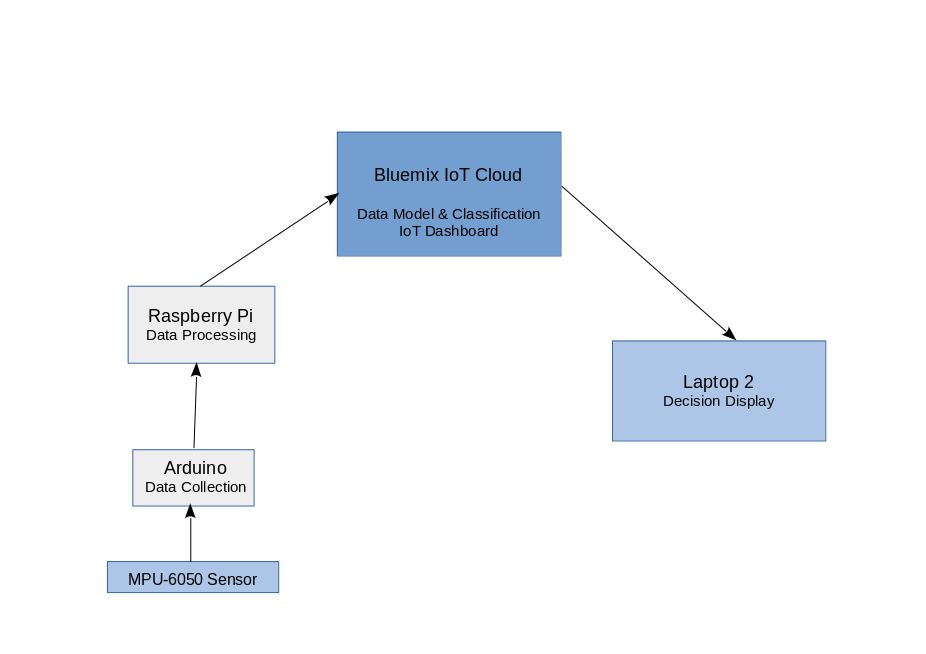 Bluemix IoT Cloud
Data Model & Classification
IoT Dashboard
Raspberry Pi
Data Processing
Laptop 2
Decision Display
Arduino
Data Collection
MPU-6050 Sensor